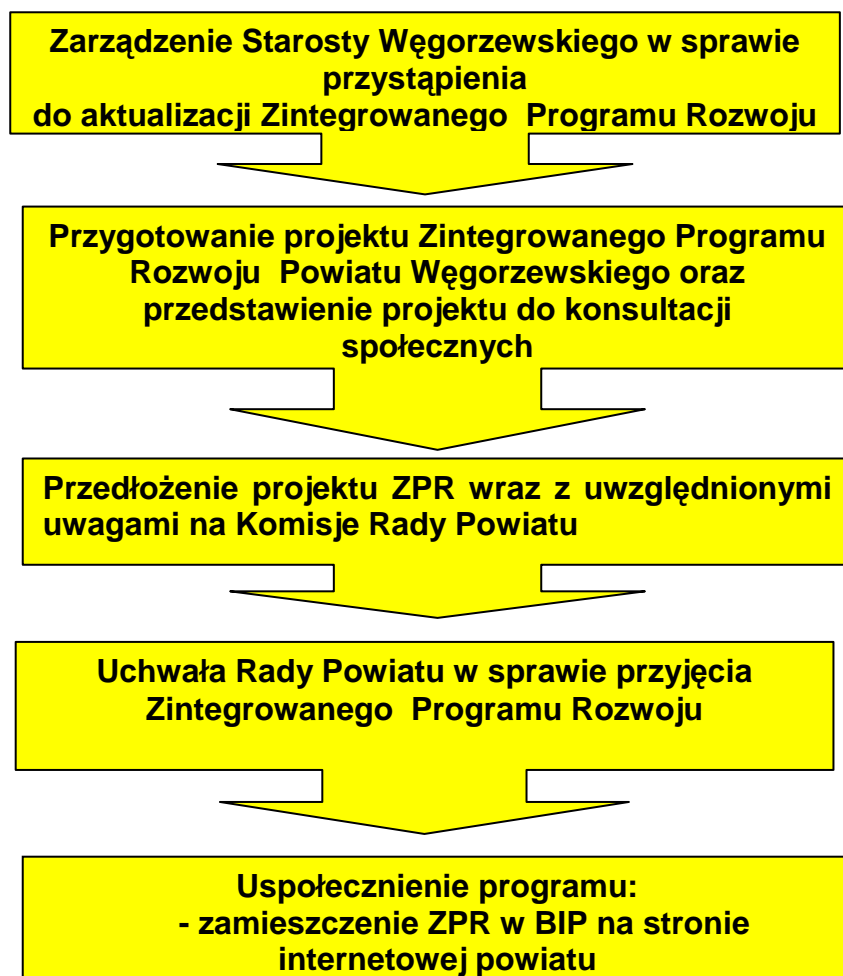 Zarządzenie Starosty Węgorzewskiego w sprawie
przystąpienia
do aktualizacji Zintegrowanego Programu Rozwoju
Przygotowanie projektu Zintegrowanego Programu
Rozwoju Powiatu Węgorzewskiego oraz
przedstawienie projektu do konsultacji
społecznych
Przedłożenie projektu ZPR wraz z uwzględnionymi
uwagami na Komisje Rady Powiatu
Uchwała Rady Powiatu w sprawie przyjęcia
Zintegrowanego Programu Rozwoju
Uspołecznienie programu:
- zamieszczenie ZPR w BIP na stronie
internetowej powiatu